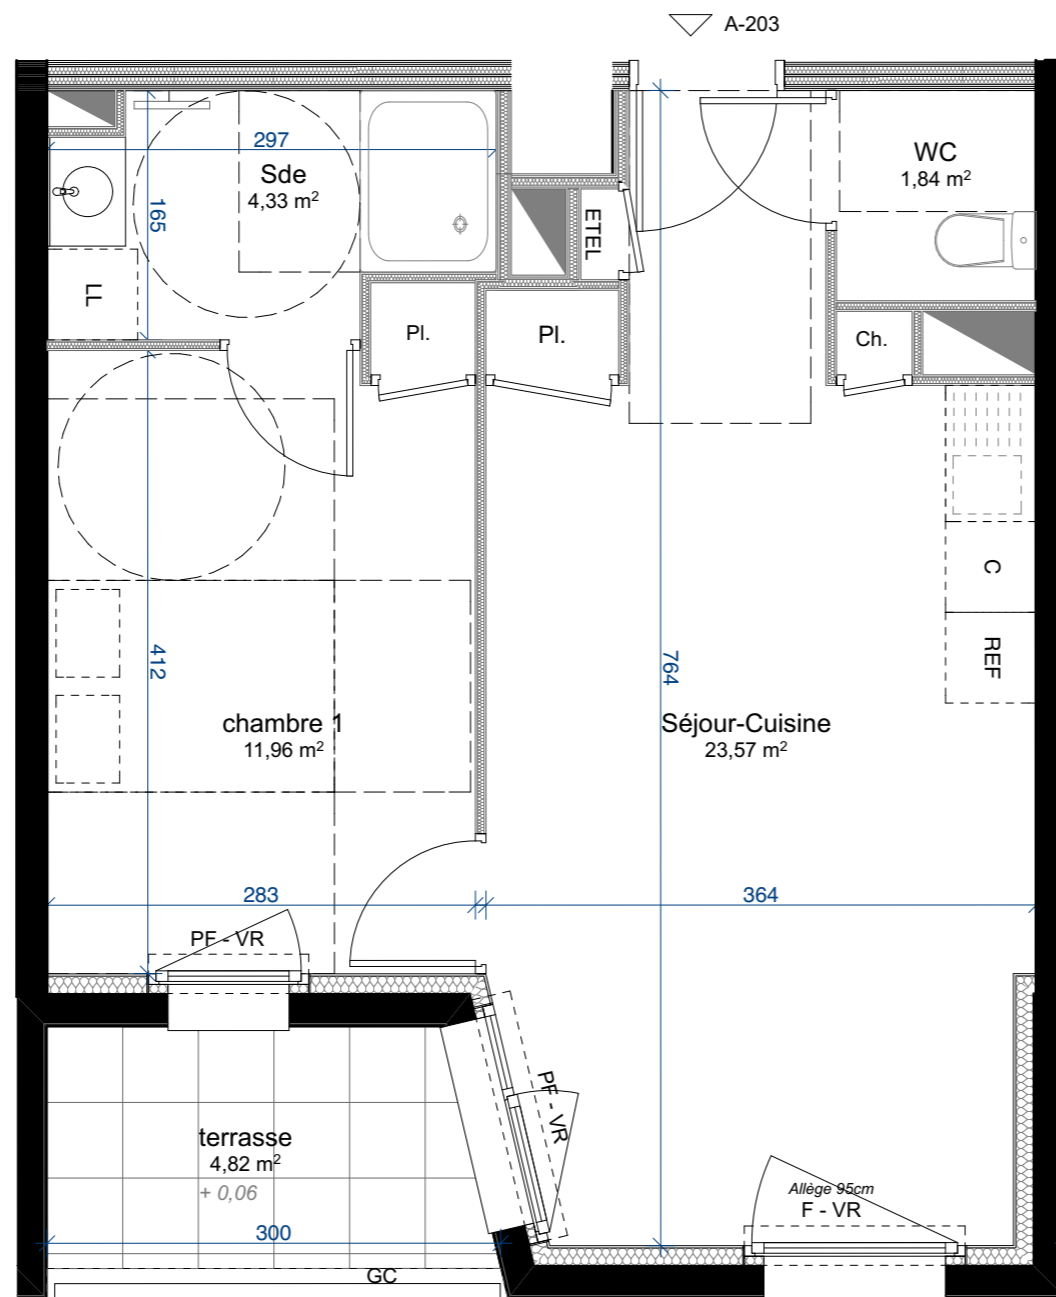 A-203
297
Sde
4,33 m²
165
WC
1,84 m²
ETEL
LL
Pl.
Pl.
Ch.
C
REF
412
764
chambre 1
11,96 m²
Séjour-Cuisine
23,57 m²
283
364
PF - VR
PF - VR
terrasse
4,82 m²
+ 0,06
Allège 95cm
F - VR
300
GC